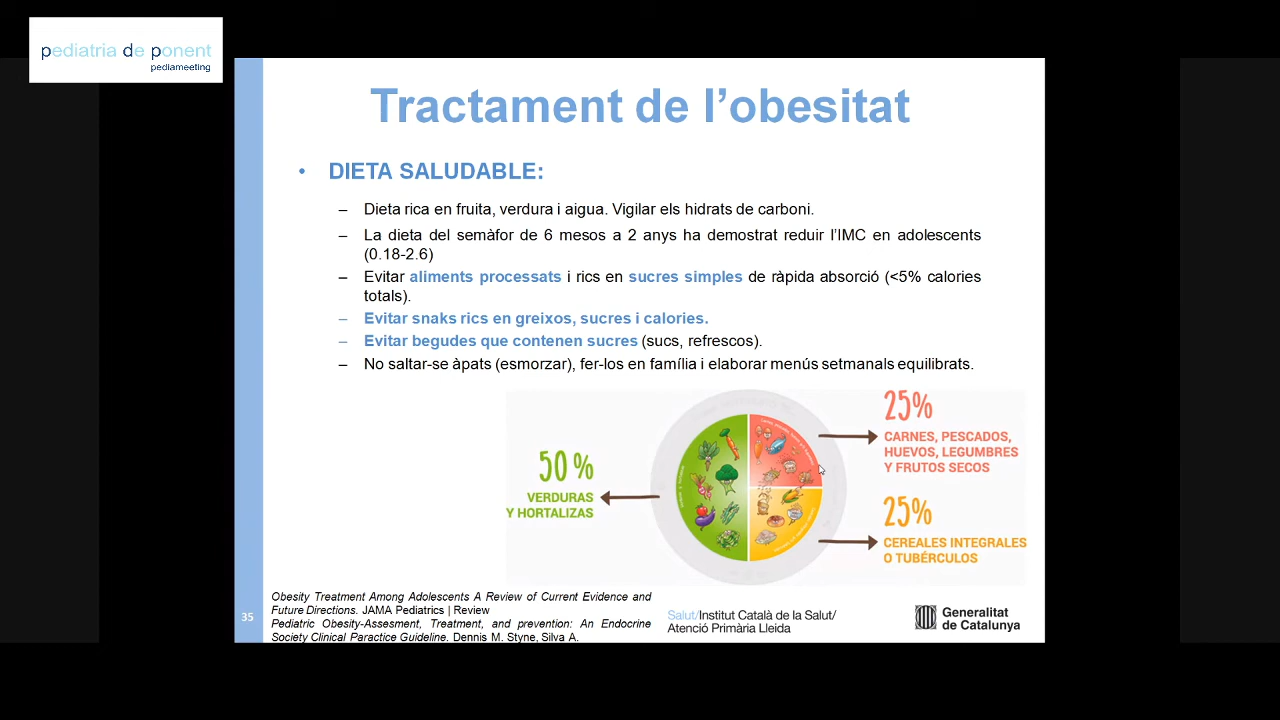 pediatria de ponent
pediameeting
Tractament de l’obesitat
• DIETA SALUDABLE:
– Dieta rica en fruita, verdura i aigua. Vigilar els hidrats de carboni.
– La dieta del semàfor de 6 mesos a 2 anys ha demostrat reduir l’IMC en adolescents
(0.18-2.6)
– Evitar aliments processats i rics en sucres simples de ràpida absorció (<5% calories
totals).
– Evitar snaks rics en greixos, sucres i calories.
– Evitar begudes que contenen sucres (sucs, refrescos).
– No saltar-se àpats (esmorzar), fer-los en família i elaborar menús setmanals equilibrats.
50 %
VERDURAS
Y HORTALIZAS
25%
CARNES, PESCADOS,
HUEVOS, LEGUMBRES
Y FRUTOS SECOS
25%
CEREALES INTEGRALES
O TUBÉRCULOS
Obesity Treatment Among Adolescents A Review of Current Evidence and
Future Directions. JAMA Pediatrics | Review
Pediatric Obesity-Assesment, Treatment, and prevention: An Endocrine
Society Clinical Paractice Guideline. Dennis M. Styne, Silva A.
35
Salut/Institut Català de la Salut/
Atenció Primària Lleida
Generalitat
de Catalunya